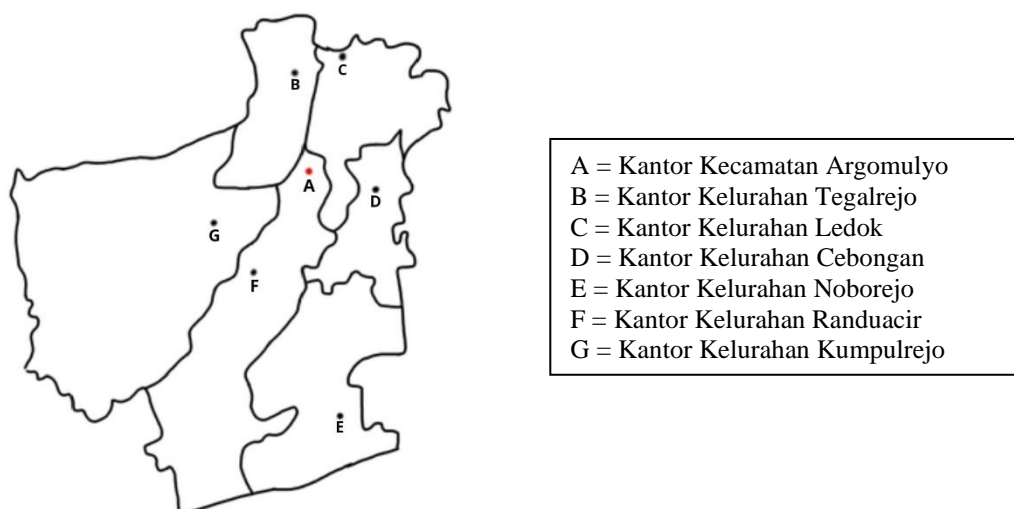 B
C
A
D
G
F
E
A = Kantor Kecamatan Argomulyo
B = Kantor Kelurahan Tegalrejo
C = Kantor Kelurahan Ledok
D = Kantor Kelurahan Cebongan
E = Kantor Kelurahan Noborejo
F = Kantor Kelurahan Randuacir
G = Kantor Kelurahan Kumpulrejo